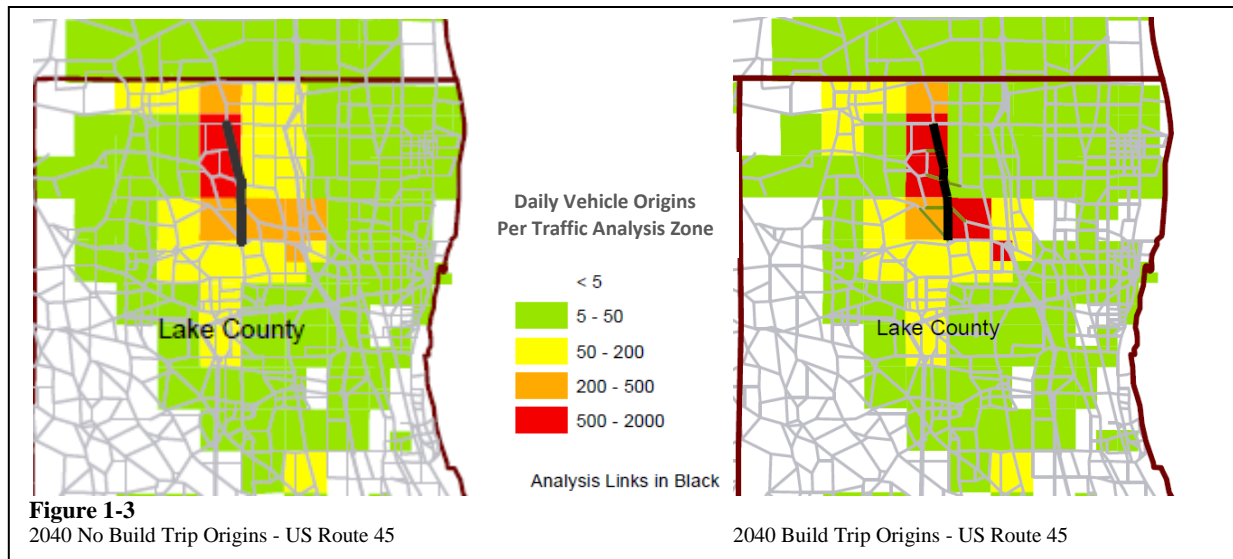 Lake County
Daily Vehicle Origins
Per Traffic Analysis Zone
< 5
5 - 50
50 - 200
200 - 500
500 - 2000
Analysis Links in Black
Lake County
Figure 1-3
2040 No Build Trip Origins - US Route 45
2040 Build Trip Origins - US Route 45